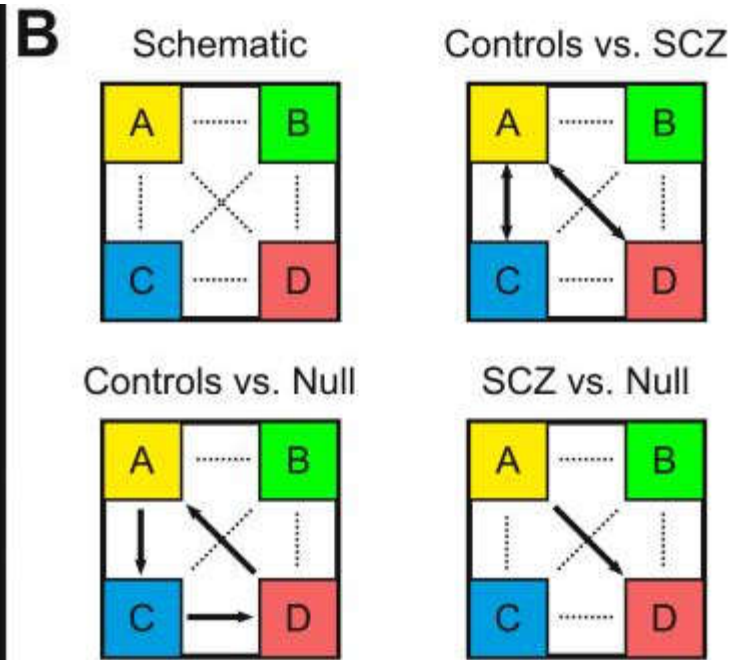 B
Schematic
Controls vs. SCZ
A B
A B
C D
C D
Controls vs. Null
SCZ vs. Null
A B
A B
C D
C D